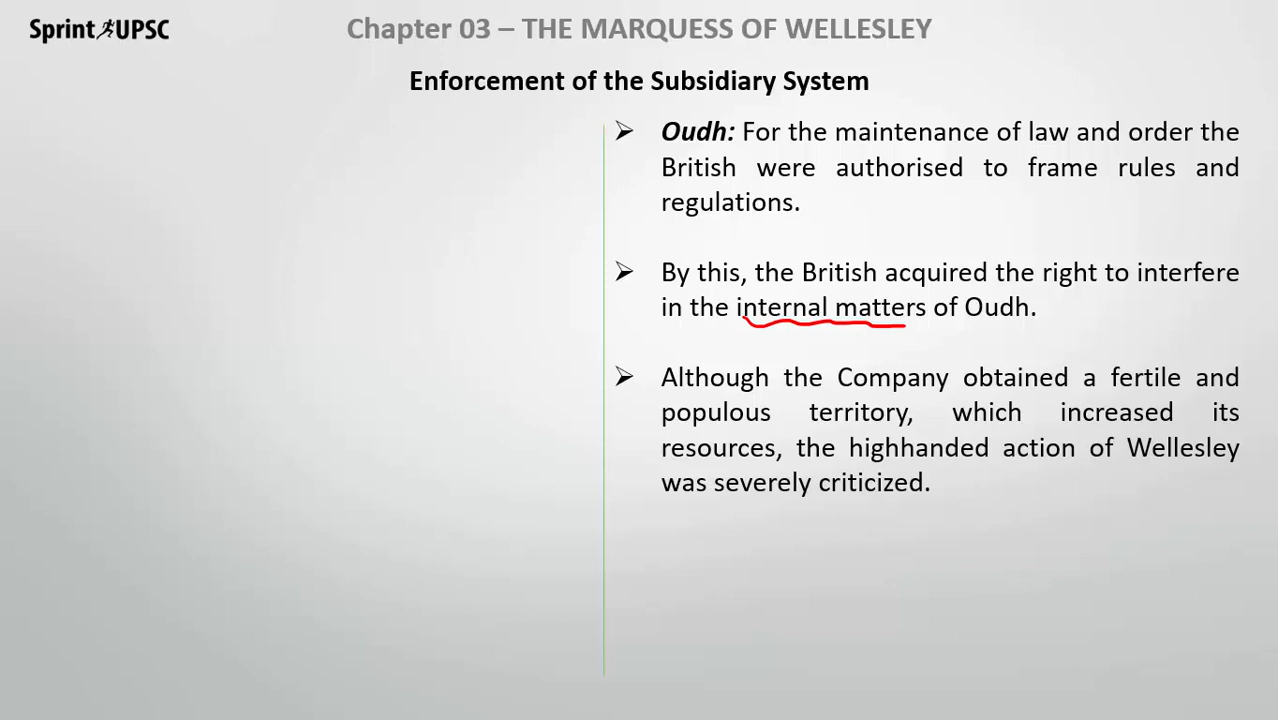 Sprint UPSC
Chapter 03 – THE MARQUESS OF WELLESLEY
Enforcement of the Subsidiary System
➢ Oudh: For the maintenance of law and order the
British were authorised to frame rules and
regulations.
➢ By this, the British acquired the right to interfere
in the internal matters of Oudh.
➢ Although the Company obtained a fertile and
populous territory, which increased its
resources, the highhanded action of Wellesley
was severely criticized.